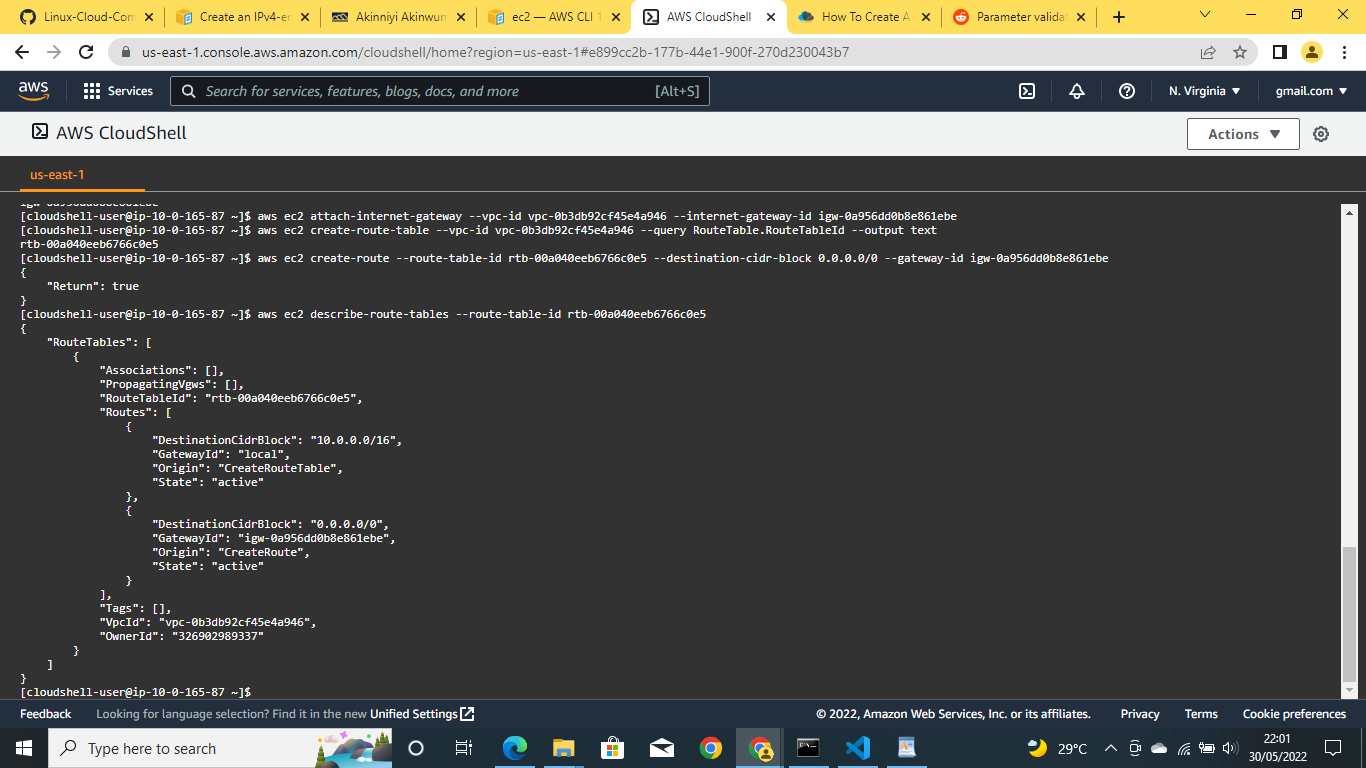 Linux-Cloud-Con
Create an IPv4-er
Akinniyi Akinwum
ec2 — AWS CLI 1
AWS CloudShell
How To Create A
Parameter validat
us-east-1.console.aws.amazon.com/cloudshell/home?region=us-east-1#e899cc2b-177b-44e1-900f-270d230043b7
aws
Services
Search for services, features, blogs, docs, and more
[Alt+S]
N. Virginia
gmail.com
AWS CloudShell
Actions
us-east-1
igw-0a956dd0b8e861ebe
[cloudshell-user@ip-10-0-165-87 ~]$ aws ec2 attach-internet-gateway --vpc-id vpc-0b3db92cf45e4a946 --internet-gateway-id igw-0a956dd0b8e861ebe
[cloudshell-user@ip-10-0-165-87 ~]$ aws ec2 create-route-table --vpc-id vpc-0b3db92cf45e4a946 --query RouteTable.RouteTableId --output text
rtb-00a040eeb6766c0e5
[cloudshell-user@ip-10-0-165-87 ~]$ aws ec2 create-route --route-table-id rtb-00a040eeb6766c0e5 --destination-cidr-block 0.0.0.0/0 --gateway-id igw-0a956dd0b8e861ebe
{
"Return": true
}
[cloudshell-user@ip-10-0-165-87 ~]$ aws ec2 describe-route-tables --route-table-id rtb-00a040eeb6766c0e5
{
"RouteTables": [
{
"Associations": [],
"PropagatingVgws": [],
"RouteTableId": "rtb-00a040eeb6766c0e5",
"Routes": [
{
"DestinationCidrBlock": "10.0.0.0/16",
"GatewayId": "local",
"Origin": "CreateRouteTable",
"State": "active"
},
{
"DestinationCidrBlock": "0.0.0.0/0",
"GatewayId": "igw-0a956dd0b8e861ebe",
"Origin": "CreateRoute",
"State": "active"
}
],
"Tags": [],
"VpcId": "vpc-0b3db92cf45e4a946",
"OwnerId": "326902989337"
}
]
}
[cloudshell-user@ip-10-0-165-87 ~]$
Feedback
Looking for language selection? Find it in the new Unified Settings
© 2022, Amazon Web Services, Inc. or its affiliates.
Privacy
Terms
Cookie preferences
Type here to search
29°C
22:01
30/05/2022